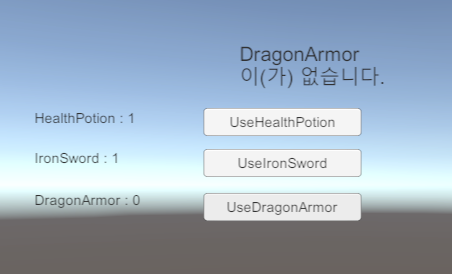 DragonArmor
이(가) 없습니다.
HealthPotion : 1 UseHealthPotion
IronSword : 1 UseIronSword
DragonArmor : 0 UseDragonArmor